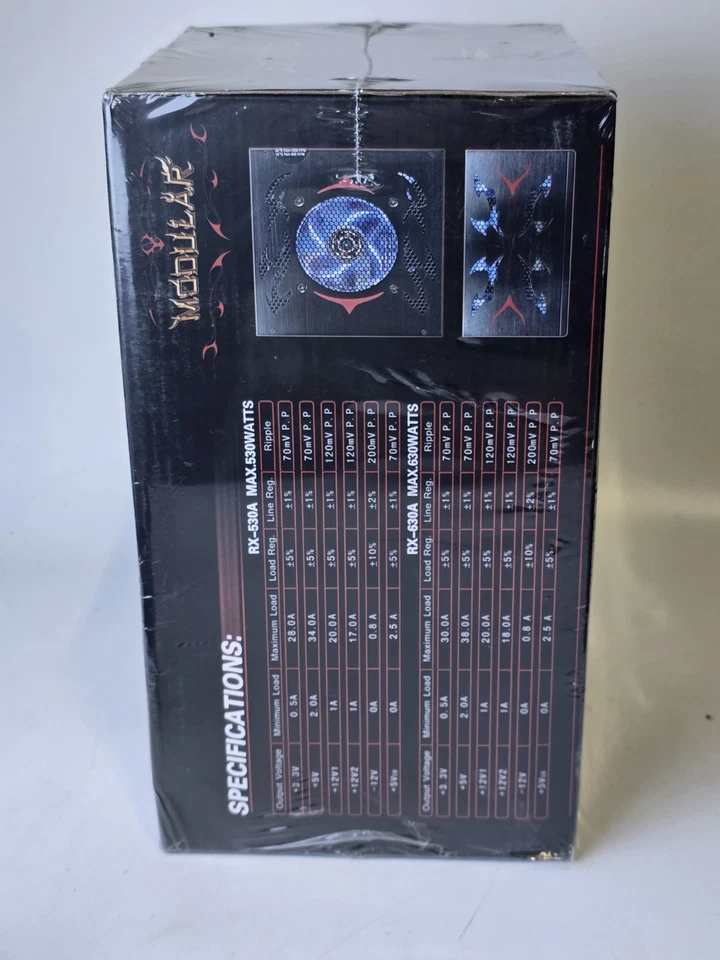 MODULAR
SPECIFICATIONS:
RX-530A MAX.530WATTS
Output Voltage Minimum Load Maximum Load Load Reg. Line Reg. Ripple
+3.3V 0.5A 28.0A ±5% ±1% 70mV P.P
+5V 2.0A 34.0A ±5% ±1% 70mV P.P
+12V1 1A 20.0A ±5% ±1% 120mV P.P
+12V2 1A 17.0A ±5% ±1% 120mV P.P
-12V 0A 0.8A ±10% ±2% 200mV P.P
+5VSB 0A 2.5A ±5% ±1% 70mV P.P
RX-630A MAX.630WATTS
Output Voltage Minimum Load Maximum Load Load Reg. Line Reg. Ripple
+3.3V 0.5A 30.0A ±5% ±1% 70mV P.P
+5V 2.0A 38.0A ±5% ±1% 70mV P.P
+12V1 1A 20.0A ±5% ±1% 120mV P.P
+12V2 1A 18.0A ±5% ±1% 120mV P.P
-12V 0A 0.8A ±10% ±2% 200mV P.P
+5VSB 0A 2.5A ±5% ±1% 70mV P.P